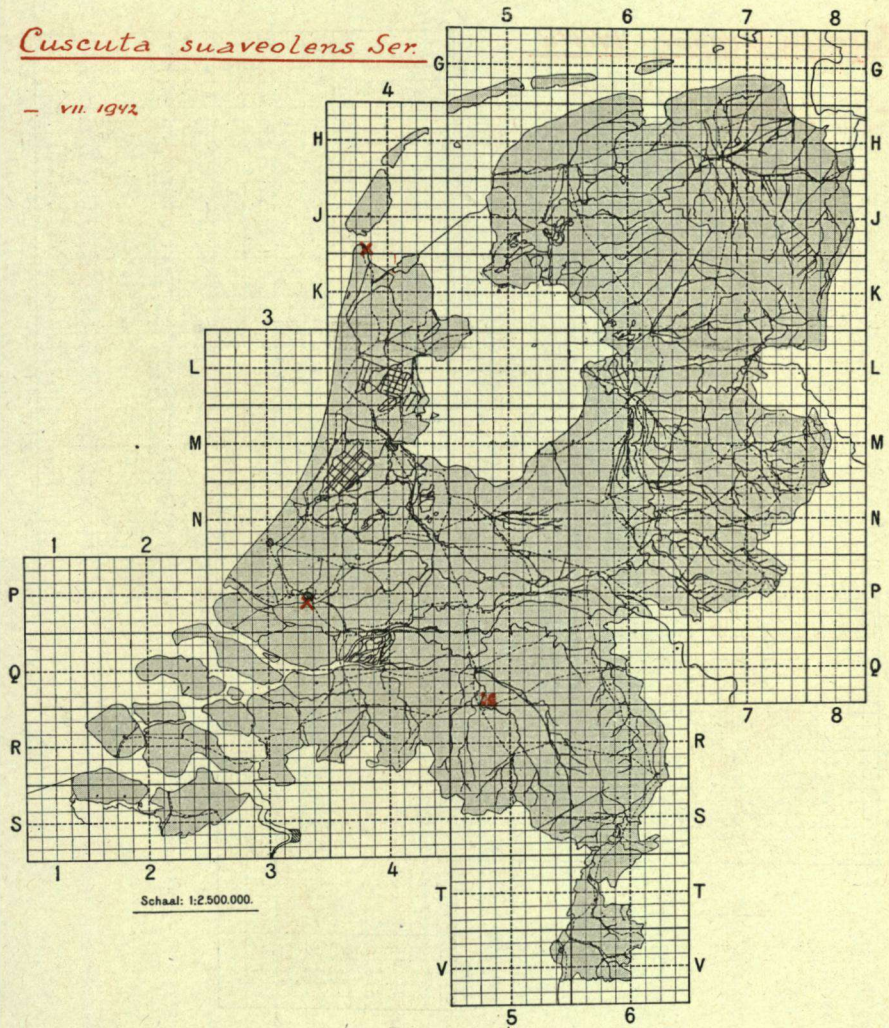 Cuscuta suaveolens Ser.
– VII. 1942
5 6 7 8
G G
4
H H
J J
K K
3
L L
M M
N N
1 2
P P
Q Q
7 8
R R
S S
1 2 3 4
T T
Schaal: 1:2.500.000.
V V
5 6